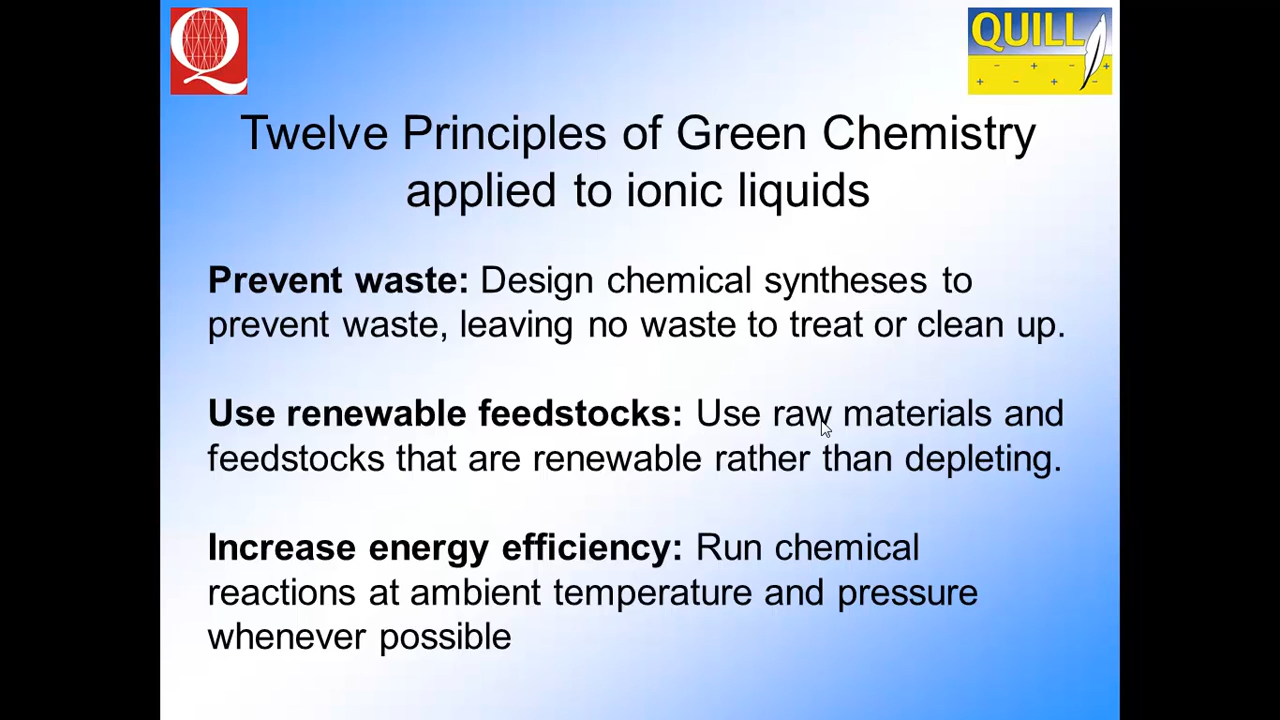 Q
QUILL
Twelve Principles of Green Chemistry
applied to ionic liquids
Prevent waste: Design chemical syntheses to
prevent waste, leaving no waste to treat or clean up.
Use renewable feedstocks: Use raw materials and
feedstocks that are renewable rather than depleting.
Increase energy efficiency: Run chemical
reactions at ambient temperature and pressure
whenever possible